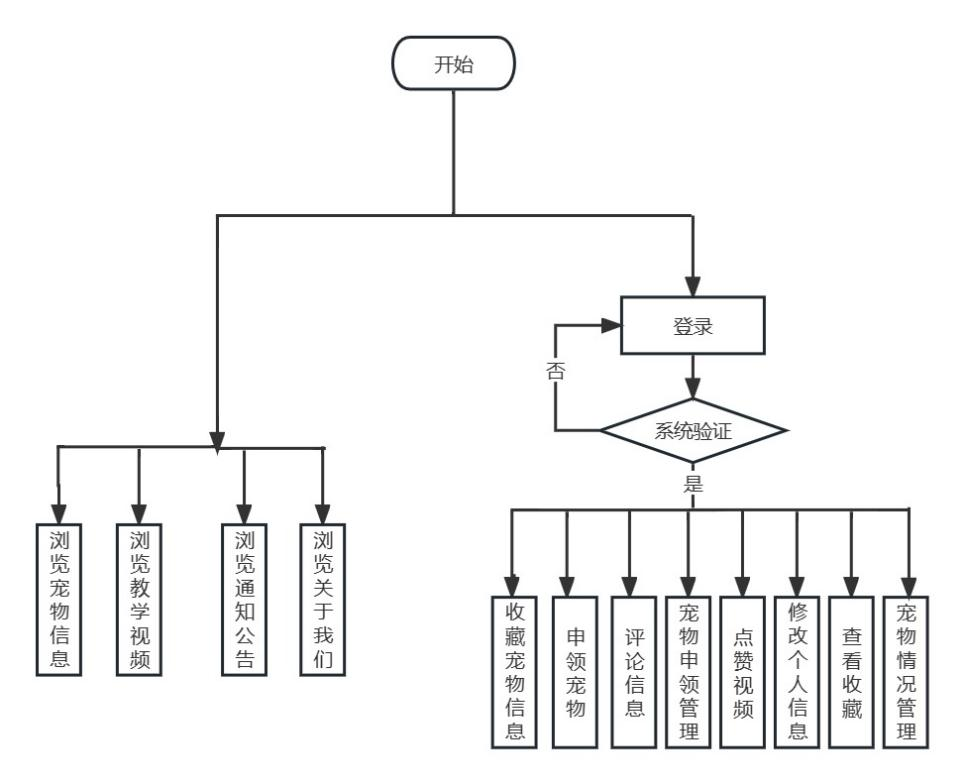 开始
登录
否
系统验证
是
浏览宠物信息
浏览教学视频
浏览通知公告
浏览关于我们
收藏宠物信息
申领宠物
评论信息
宠物申领管理
点赞视频
修改个人信息
查看收藏
宠物情况管理